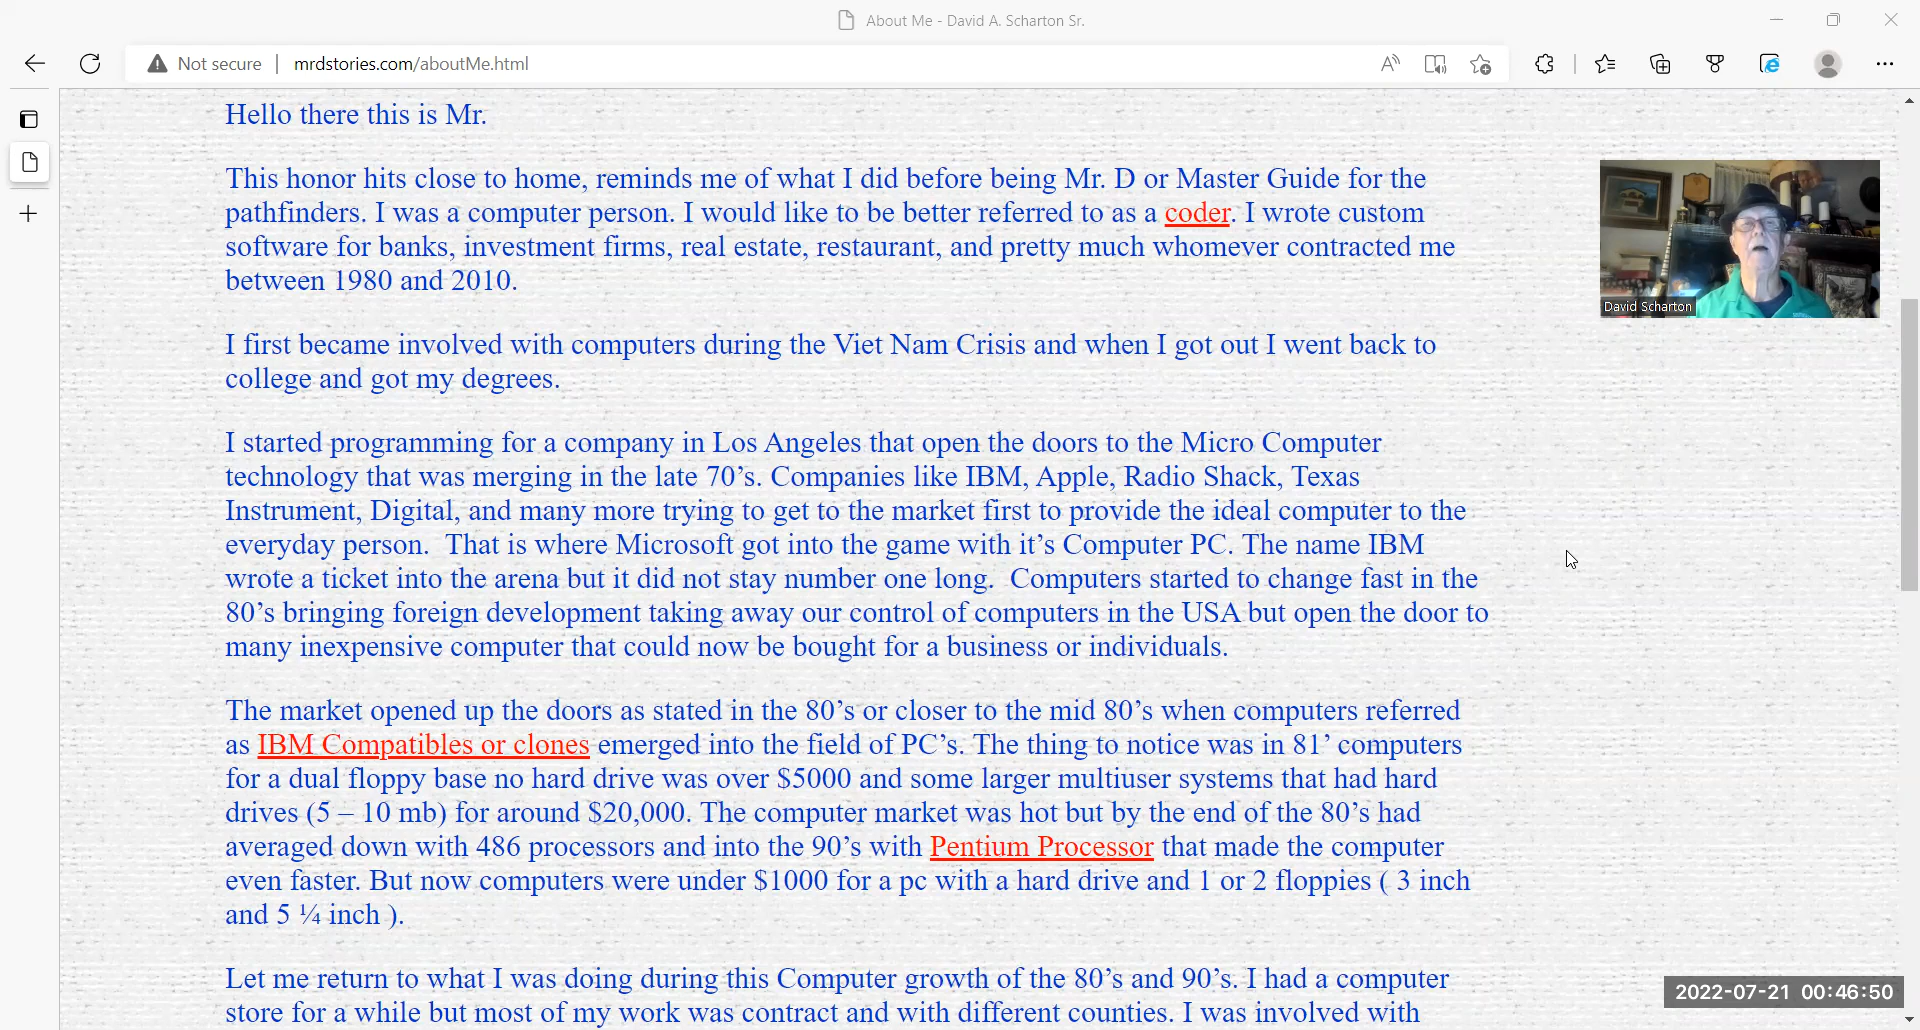 About Me - David A. Scharton Sr.
Not secure
mrdstories.com/aboutMe.html
Hello there this is Mr.
This honor hits close to home, reminds me of what I did before being Mr. D or Master Guide for the
pathfinders. I was a computer person. I would like to be better referred to as a coder. I wrote custom
software for banks, investment firms, real estate, restaurant, and pretty much whomever contracted me
between 1980 and 2010.
David Scharton
I first became involved with computers during the Viet Nam Crisis and when I got out I went back to
college and got my degrees.
I started programming for a company in Los Angeles that open the doors to the Micro Computer
technology that was merging in the late 70’s. Companies like IBM, Apple, Radio Shack, Texas
Instrument, Digital, and many more trying to get to the market first to provide the ideal computer to the
everyday person.  That is where Microsoft got into the game with it’s Computer PC. The name IBM
wrote a ticket into the arena but it did not stay number one long.  Computers started to change fast in the
80’s bringing foreign development taking away our control of computers in the USA but open the door to
many inexpensive computer that could now be bought for a business or individuals.
The market opened up the doors as stated in the 80’s or closer to the mid 80’s when computers referred
as IBM Compatibles or clones emerged into the field of PC’s. The thing to notice was in 81’ computers
for a dual floppy base no hard drive was over $5000 and some larger multiuser systems that had hard
drives (5 – 10 mb) for around $20,000. The computer market was hot but by the end of the 80’s had
averaged down with 486 processors and into the 90’s with Pentium Processor that made the computer
even faster. But now computers were under $1000 for a pc with a hard drive and 1 or 2 floppies ( 3 inch
and 5 ¼ inch ).
Let me return to what I was doing during this Computer growth of the 80’s and 90’s. I had a computer
store for a while but most of my work was contract and with different counties. I was involved with
2022-07-21 00:46:50